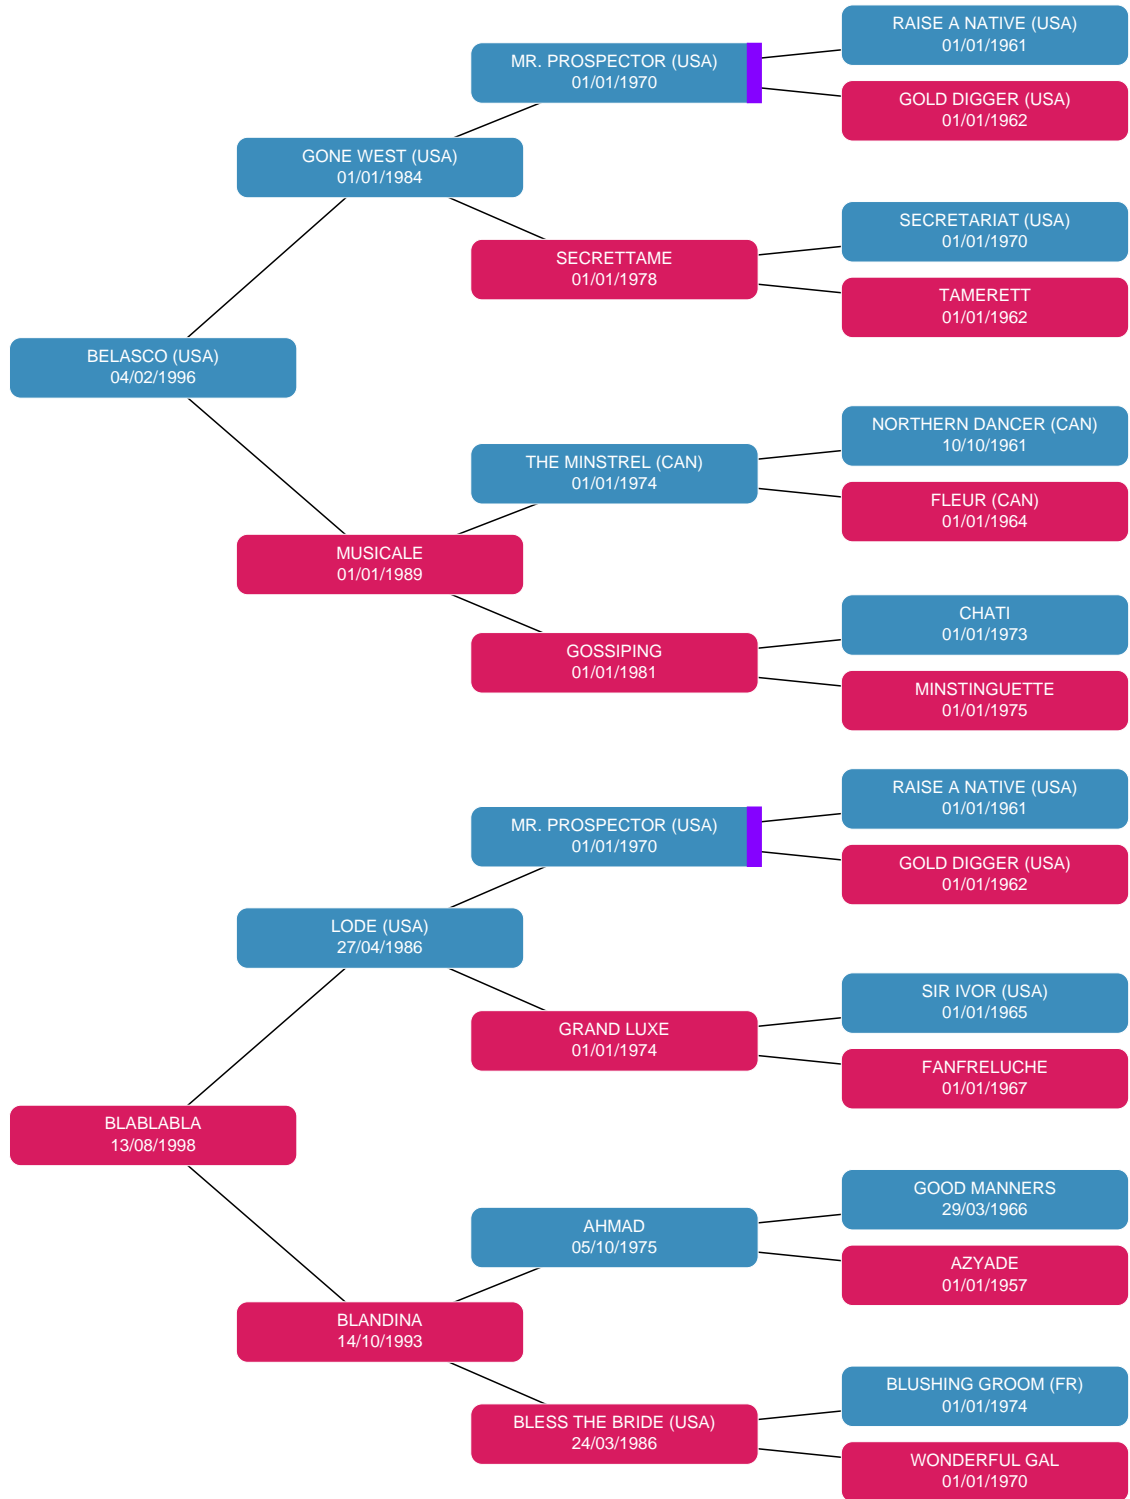 RAISE A NATIVE (USA)
01/01/1961
MR. PROSPECTOR (USA)
01/01/1970
GOLD DIGGER (USA)
01/01/1962
GONE WEST (USA)
01/01/1984
SECRETARIAT (USA)
01/01/1970
SECRETTAME
01/01/1978
TAMERETT
01/01/1962
BELASCO (USA)
04/02/1996
NORTHERN DANCER (CAN)
10/10/1961
THE MINSTREL (CAN)
01/01/1974
FLEUR (CAN)
01/01/1964
MUSICALE
01/01/1989
CHATI
01/01/1973
GOSSIPING
01/01/1981
MINSTINGUETTE
01/01/1975
RAISE A NATIVE (USA)
01/01/1961
MR. PROSPECTOR (USA)
01/01/1970
GOLD DIGGER (USA)
01/01/1962
LODE (USA)
27/04/1986
SIR IVOR (USA)
01/01/1965
GRAND LUXE
01/01/1974
FANFRELUCHE
01/01/1967
BLABLABLA
13/08/1998
GOOD MANNERS
29/03/1966
AHMAD
05/10/1975
AZYADE
01/01/1957
BLANDINA
14/10/1993
BLUSHING GROOM (FR)
01/01/1974
BLESS THE BRIDE (USA)
24/03/1986
WONDERFUL GAL
01/01/1970